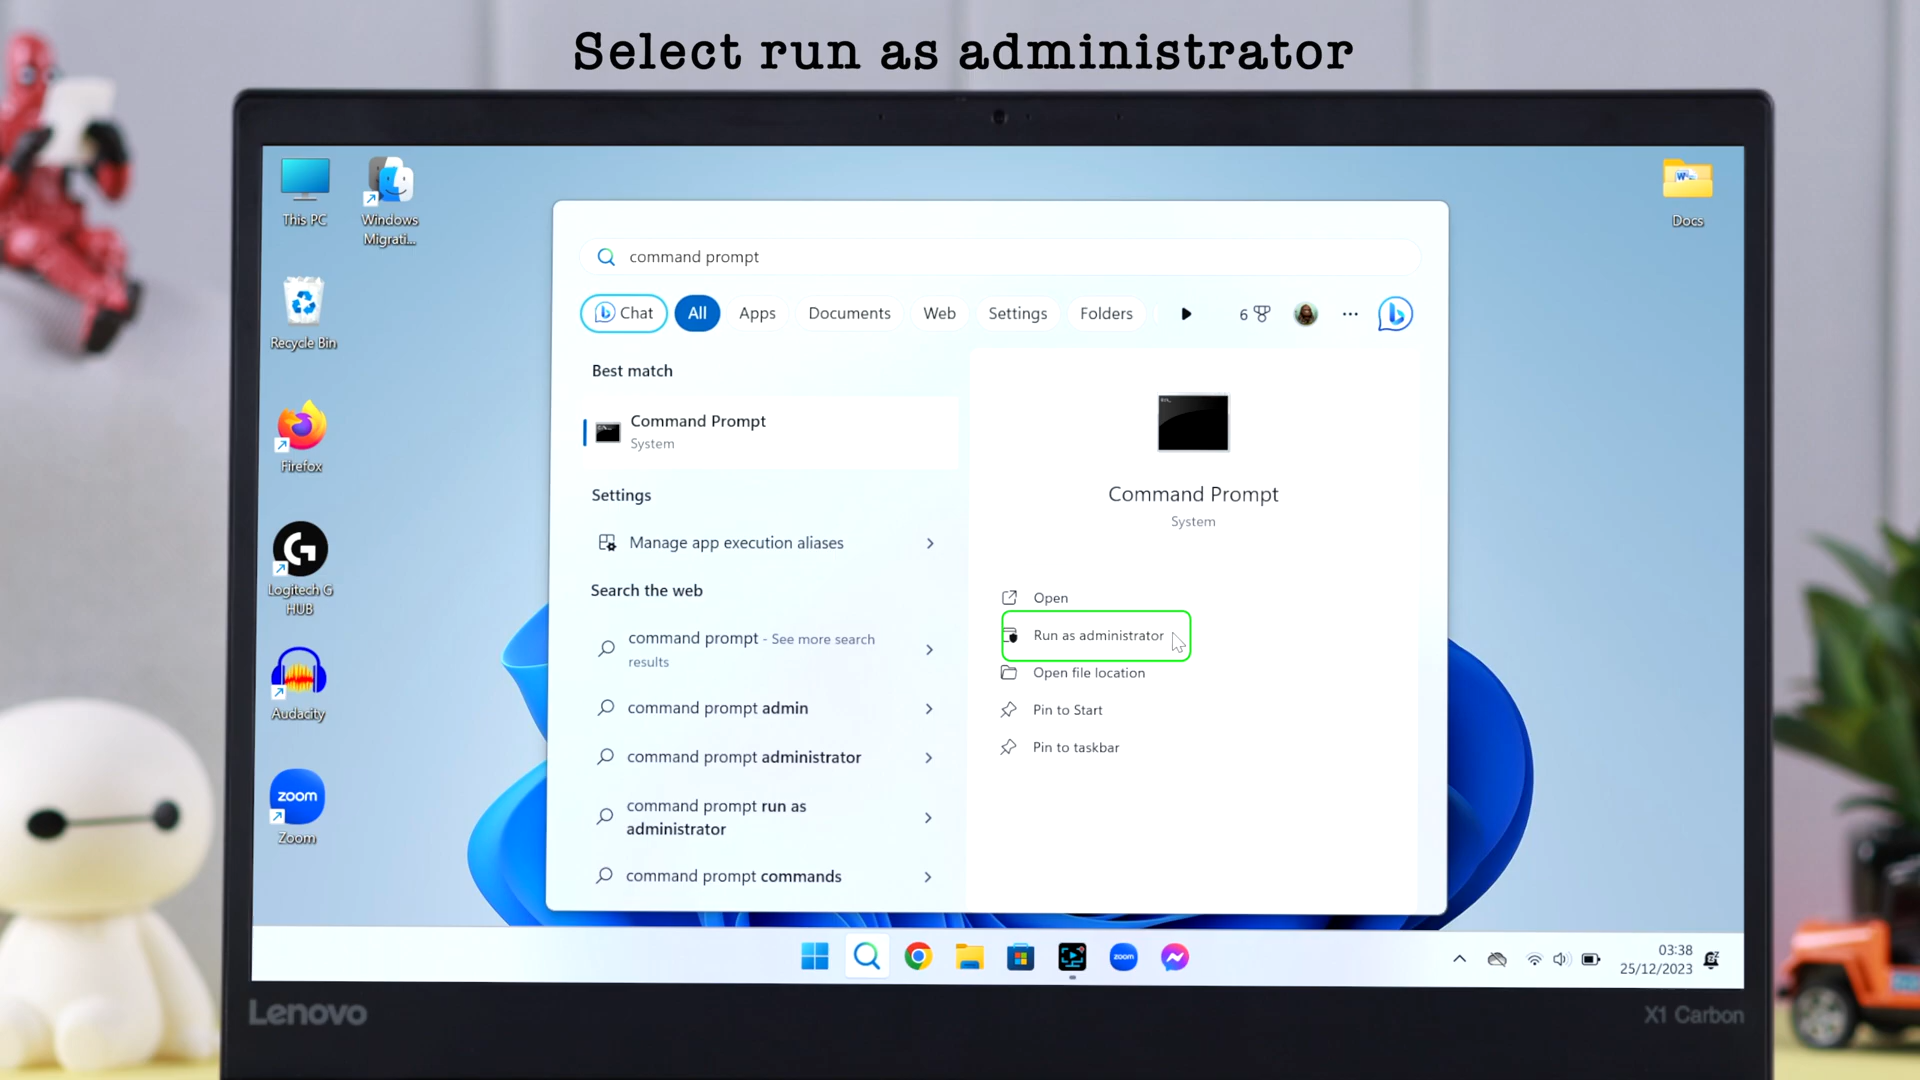 Select run as administrator
This PC
Windows
Migrati...
Docs
command prompt
Chat
All
Apps
Documents
Web
Settings
Folders
6
Best match
Command Prompt
System
Command Prompt
System
Settings
Manage app execution aliases
Open
Search the web
Run as administrator
command prompt - See more search
results
Open file location
command prompt admin
Pin to Start
command prompt administrator
Pin to taskbar
command prompt run as
administrator
command prompt commands
Recycle Bin
Firefox
Logitech G
HUB
Audacity
zoom
Zoom
zoom
03:38
25/12/2023
Lenovo
X1 Carbon